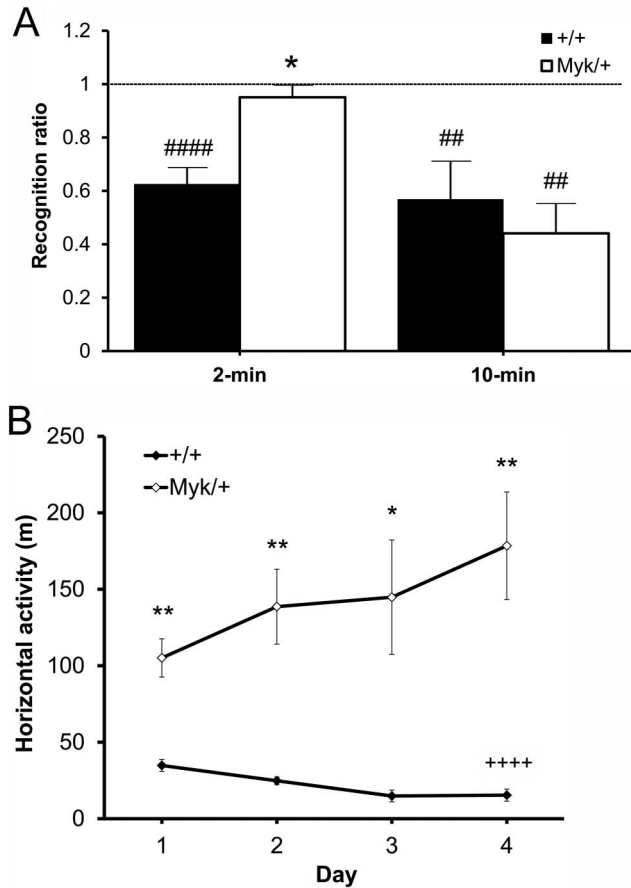 A
1.2
1
0.8
0.6
0.4
0.2
0
Recognition ratio
+/+
Myk/+
*
####
##
##
2-min 10-min
B
250
200
150
100
50
0
Horizontal activity (m)
+/+
Myk/+
**
**
*
**
++++
1 2 3 4
Day